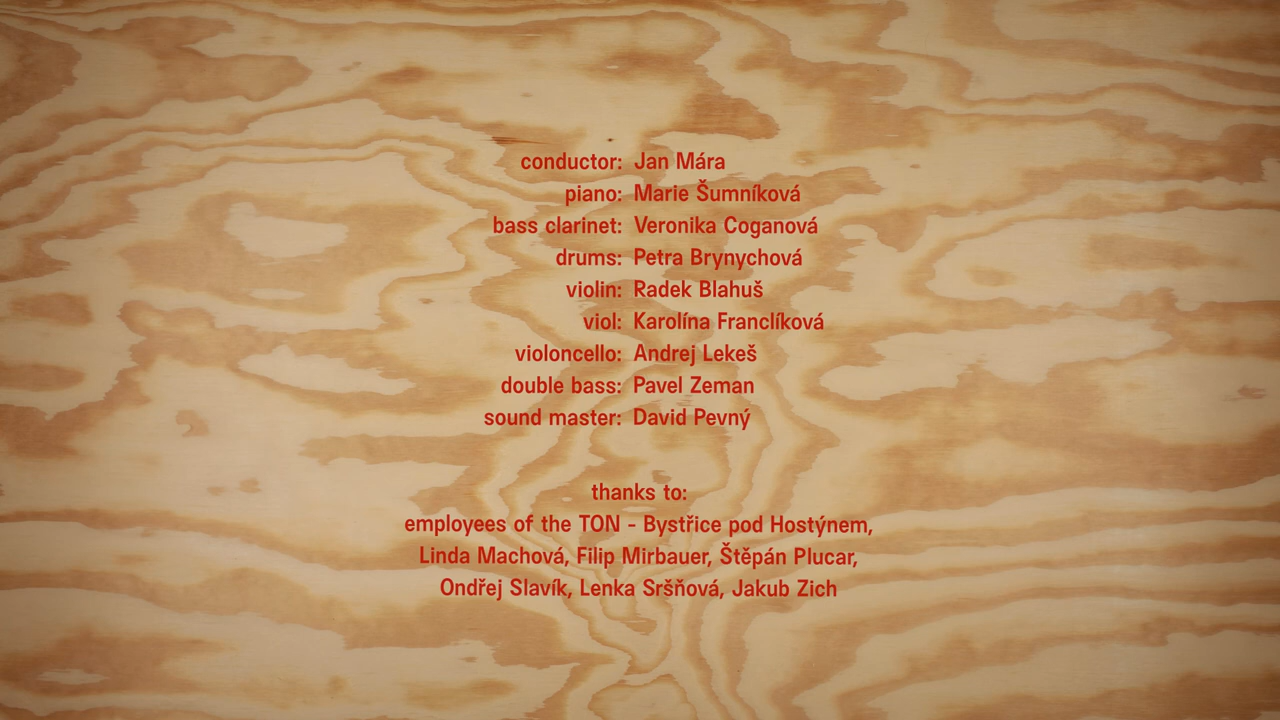 conductor: Jan Mára
piano: Marie Šumníková
bass clarinet: Veronika Coganová
drums: Petra Brynychová
violin: Radek Blahuš
viol: Karolína Franclíková
violoncello: Andrej Lekeš
double bass: Pavel Zeman
sound master: David Pevný
thanks to:
employees of the TON - Bystřice pod Hostýnem,
Linda Machová, Filip Mirbauer, Štěpán Plucar,
Ondřej Slavík, Lenka Sršňová, Jakub Zich